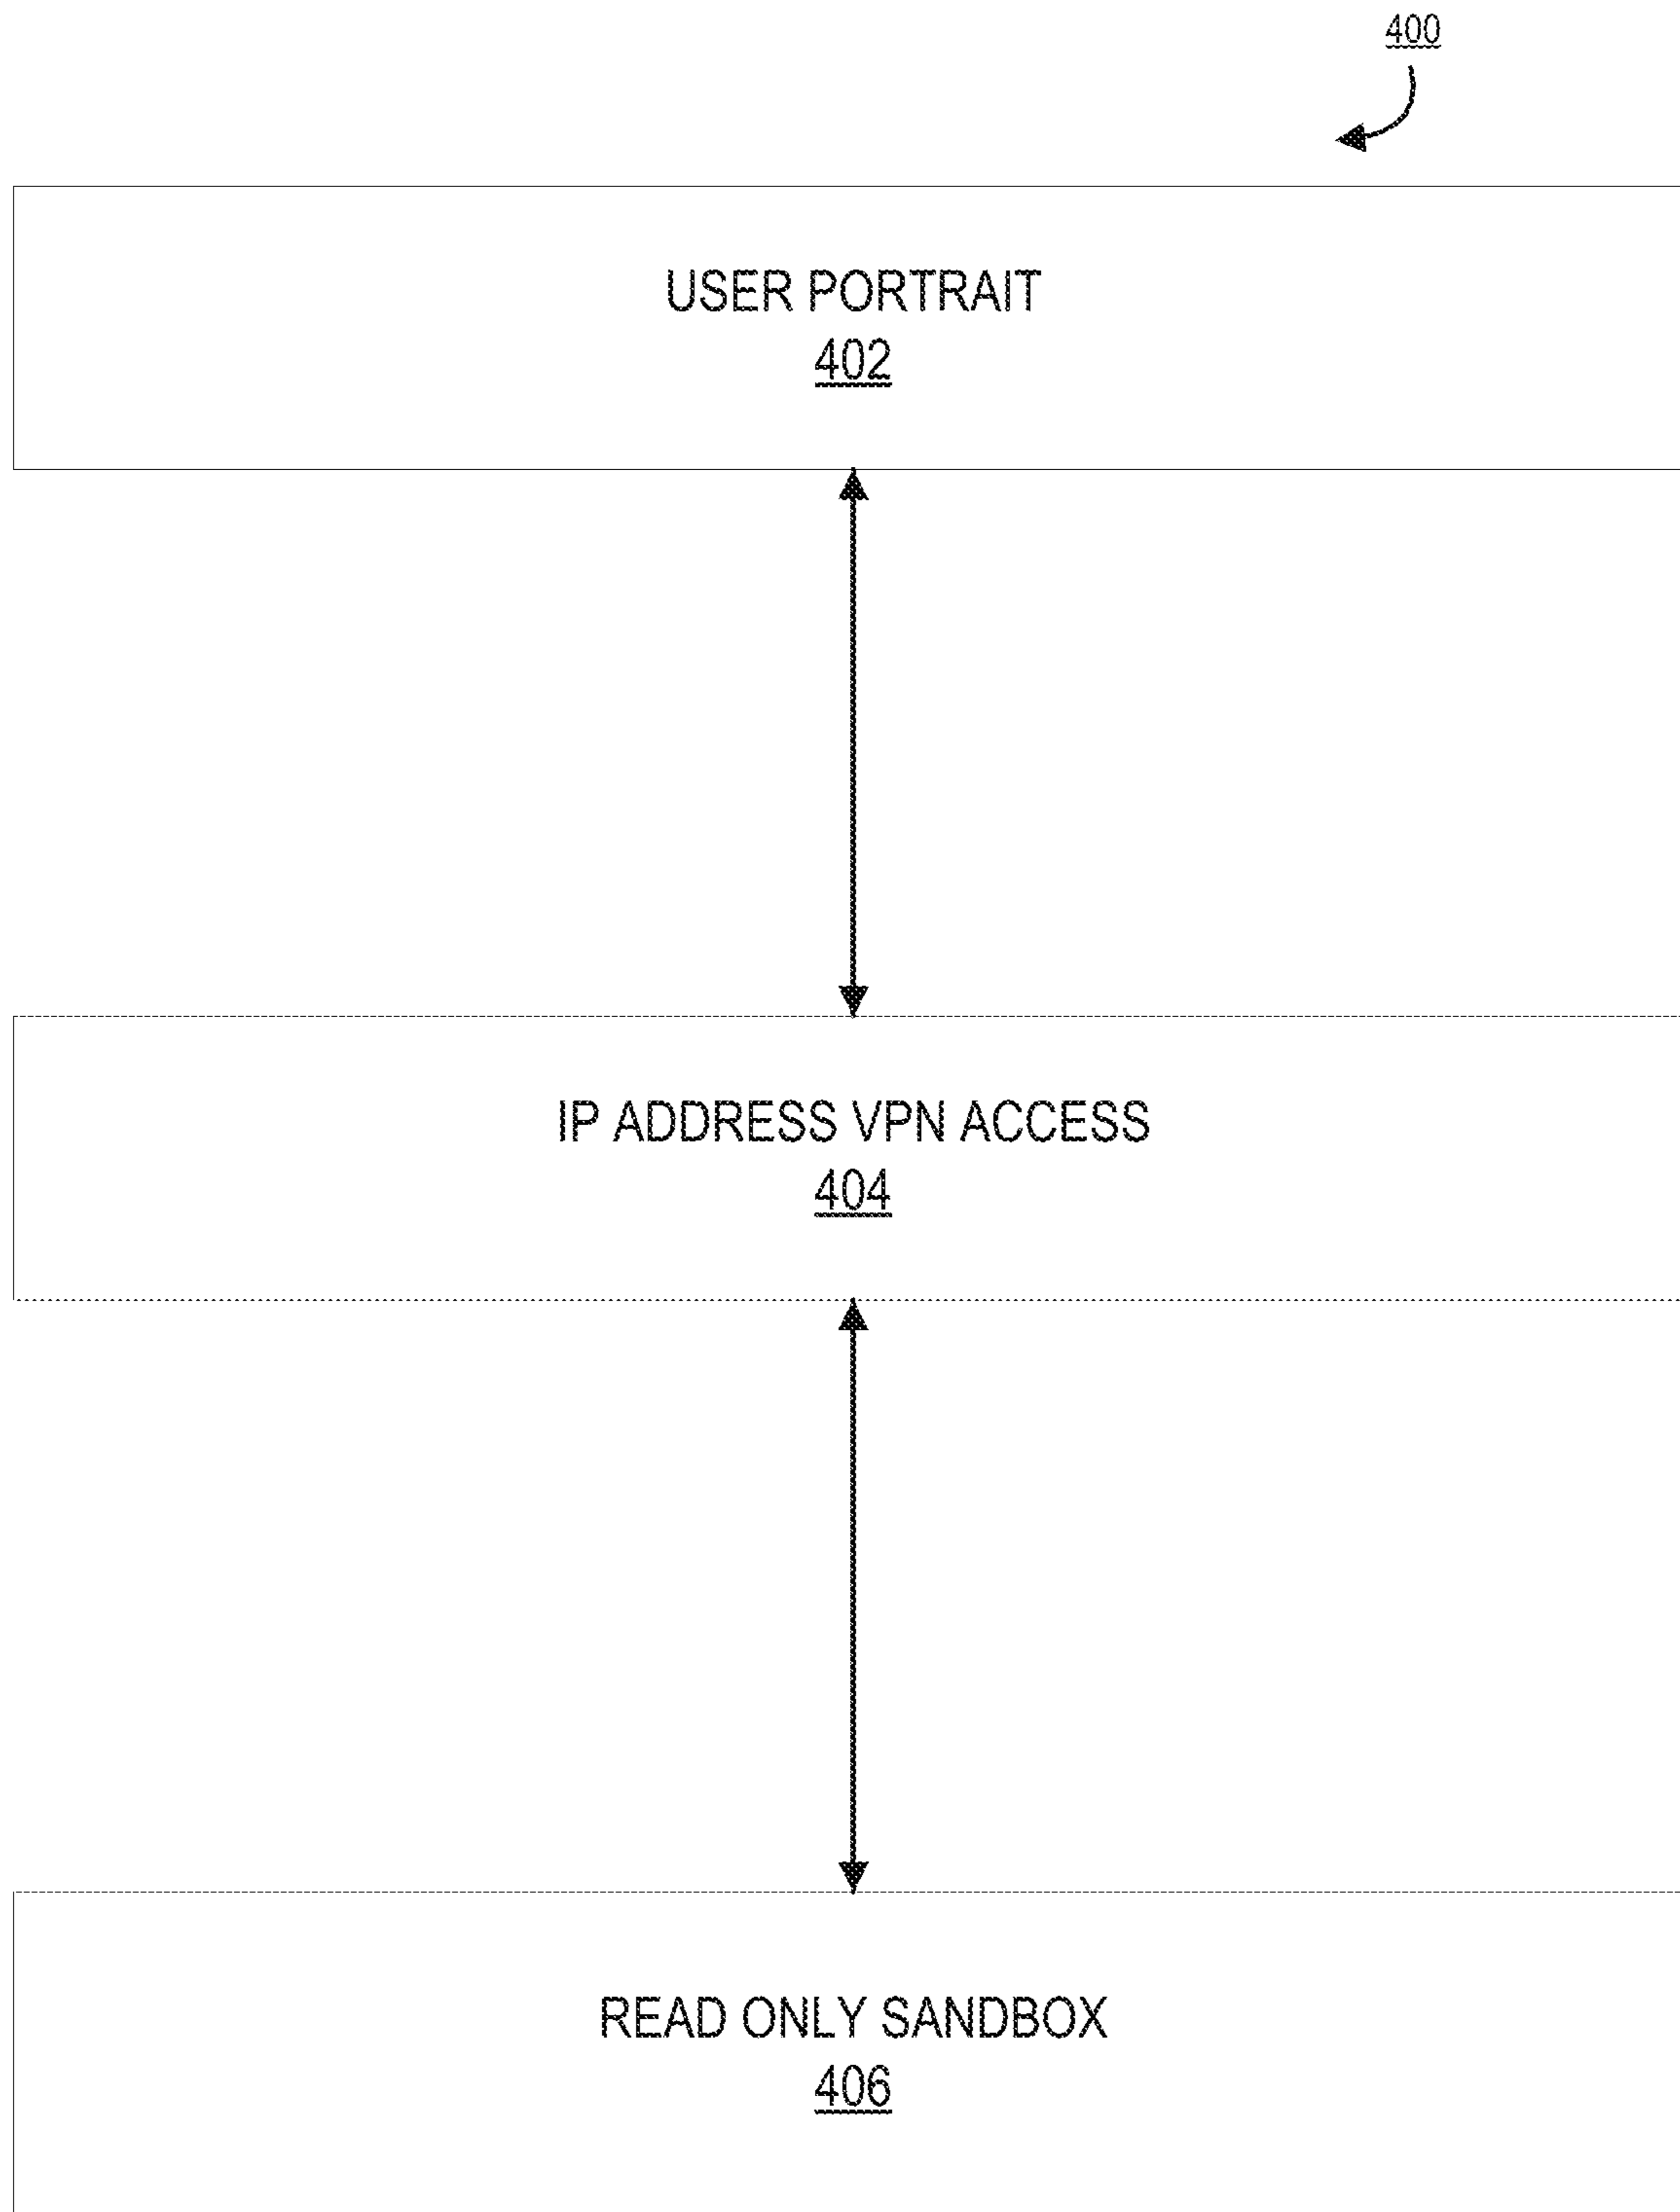 400
USER PORTRAIT
402
IP ADDRESS VPN ACCESS
404
READ ONLY SANDBOX
406